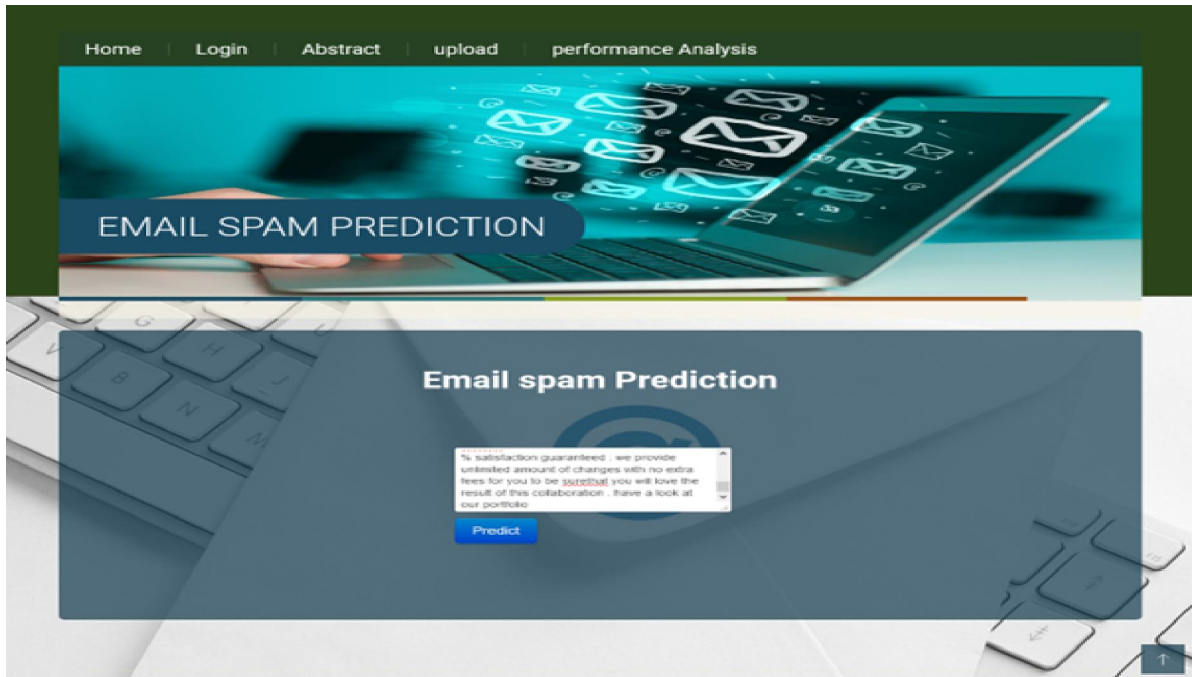 Home Login Abstract upload performance Analysis
EMAIL SPAM PREDICTION
Email spam Prediction
% satisfaction guaranteed : we provide
unlimited amount of changes with no extra
fees for you to be surethat you will love the
result of this collaboration . have a look at
our portfolio
Predict
G
H
V
B
J
N
M